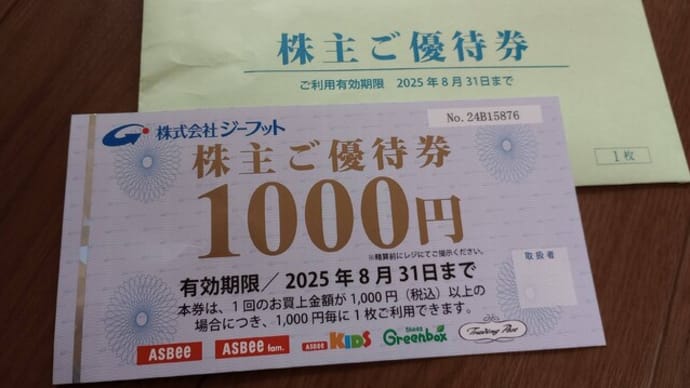 株主ご優待券
ご利用有効期限 2025年8月31日まで
1枚
No.24B15876
株式会社ジーフット
株主ご優待券
1000円
※精算前にレジにてご提示ください。
有効期限／2025年8月31日まで
取扱者
本券は、1回のお買上金額が1,000円（税込）以上の
場合につき、1,000円毎に1枚ご利用できます。
ASBee ASBee fam. ASBee KIDS Shoes Greenbox Trading Post